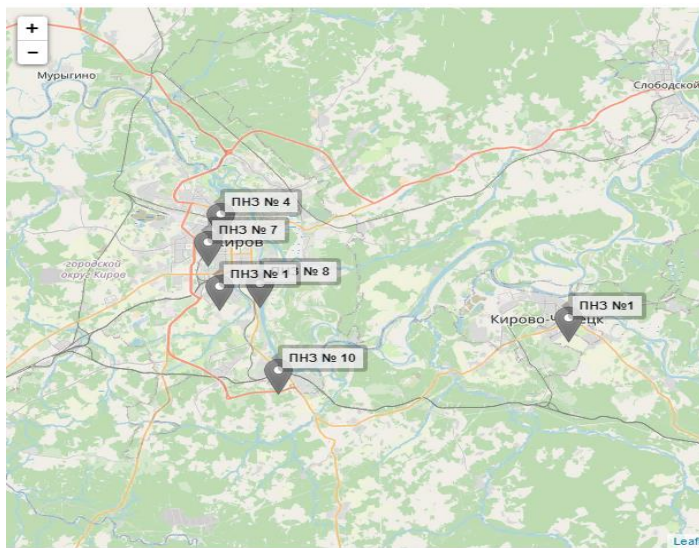 +
−
Мурыгино
Слободской
ПНЗ № 4
ПНЗ № 7
городской
округ Киров
ПНЗ № 1
№ 8
ПНЗ №1
ПНЗ № 10
Leaf